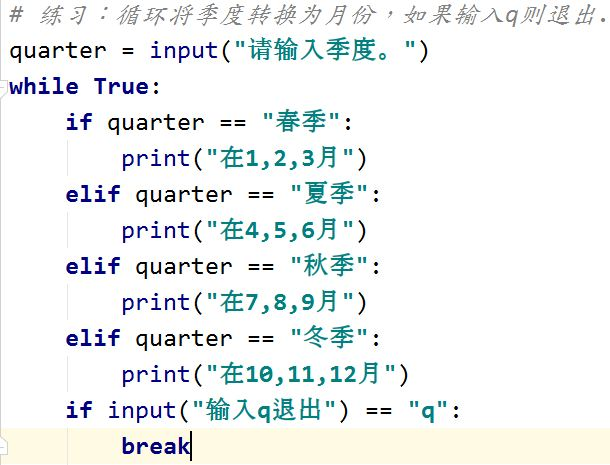 # 练习：循环将季度转换为月份，如果输入q则退出.
quarter = input("请输入季度。")
while True:
    if quarter == "春季":
        print("在1,2,3月")
    elif quarter == "夏季":
        print("在4,5,6月")
    elif quarter == "秋季":
        print("在7,8,9月")
    elif quarter == "冬季":
        print("在10,11,12月")
    if input("输入q退出") == "q":
        break